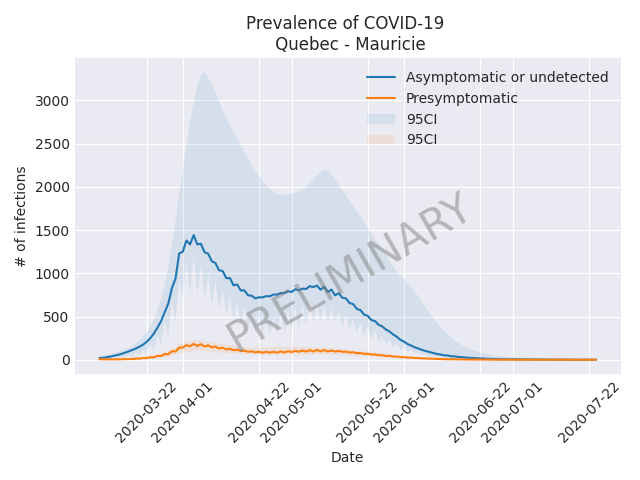 Prevalence of COVID-19
Quebec - Mauricie
Asymptomatic or undetected
Presymptomatic
95CI
95CI
# of infections
3000
2500
2000
1500
1000
500
0
PRELIMINARY
2020-03-22
2020-04-01
2020-04-22
2020-05-01
2020-05-22
2020-06-01
2020-06-22
2020-07-01
2020-07-22
Date